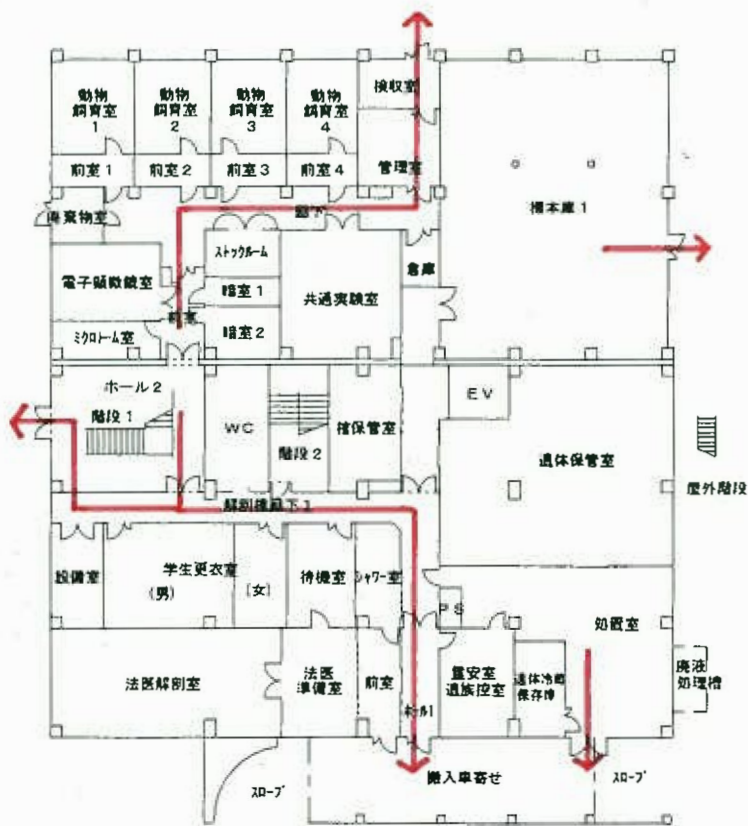 動物
飼育室
1
動物
飼育室
2
動物
飼育室
3
動物
飼育室
4
検収室
前室1
前室2
前室3
前室4
管理室
廃棄物室
廊下
標本庫1
ストックルーム
電子顕微鏡室
暗室1
共通実験室
倉庫
前室
ミクロトーム室
暗室2
ホール2
階段1
WC
階段2
棺保管室
EV
遺体保管室
屋外階段
解剖棟廊下1
設備室
学生更衣室
(男)
(女)
待機室
シャワー室
PS
処置室
法医解剖室
法医
準備室
前室
ホール1
霊安室
遺族控室
遺体冷蔵
保存庫
廃液
処理槽
スロープ
搬入車寄せ
スロープ